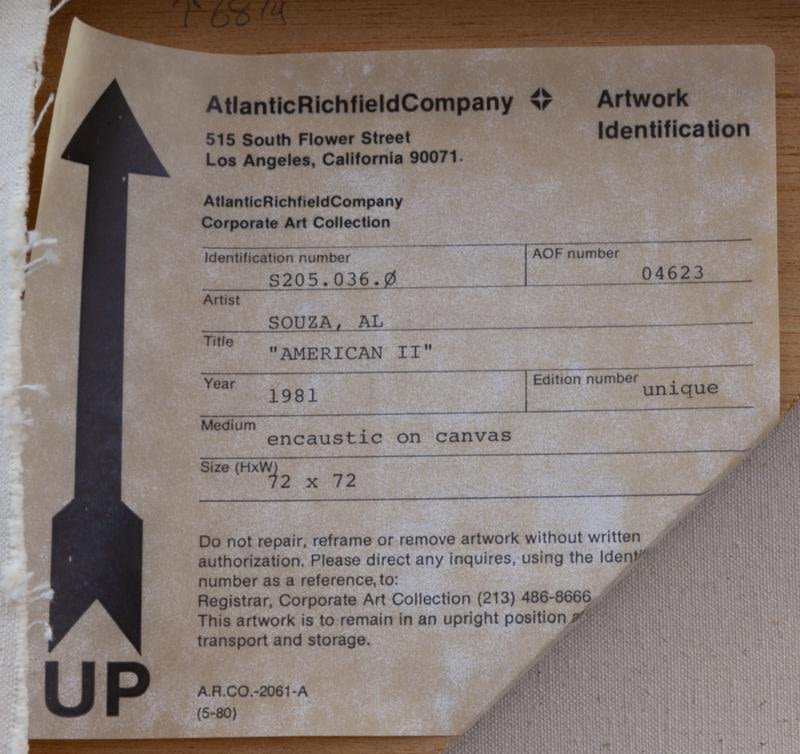 AtlanticRichfieldCompany
Artwork
Identification
515 South Flower Street
Los Angeles, California 90071.
AtlanticRichfieldCompany
Corporate Art Collection
Identification number
S205.036.Ø
AOF number
04623
Artist
SOUZA, AL
Title
"AMERICAN II"
Year
1981
Edition number
unique
Medium
encaustic on canvas
Size (HxW)
72 x 72
Do not repair, reframe or remove artwork without written
authorization. Please direct any inquires, using the
number as a reference, to:
Registrar, Corporate Art Collection (213) 486-8666
This artwork is to remain in an upright position
transport and storage.
A.R.CO.-2061-A
(5-80)
UP